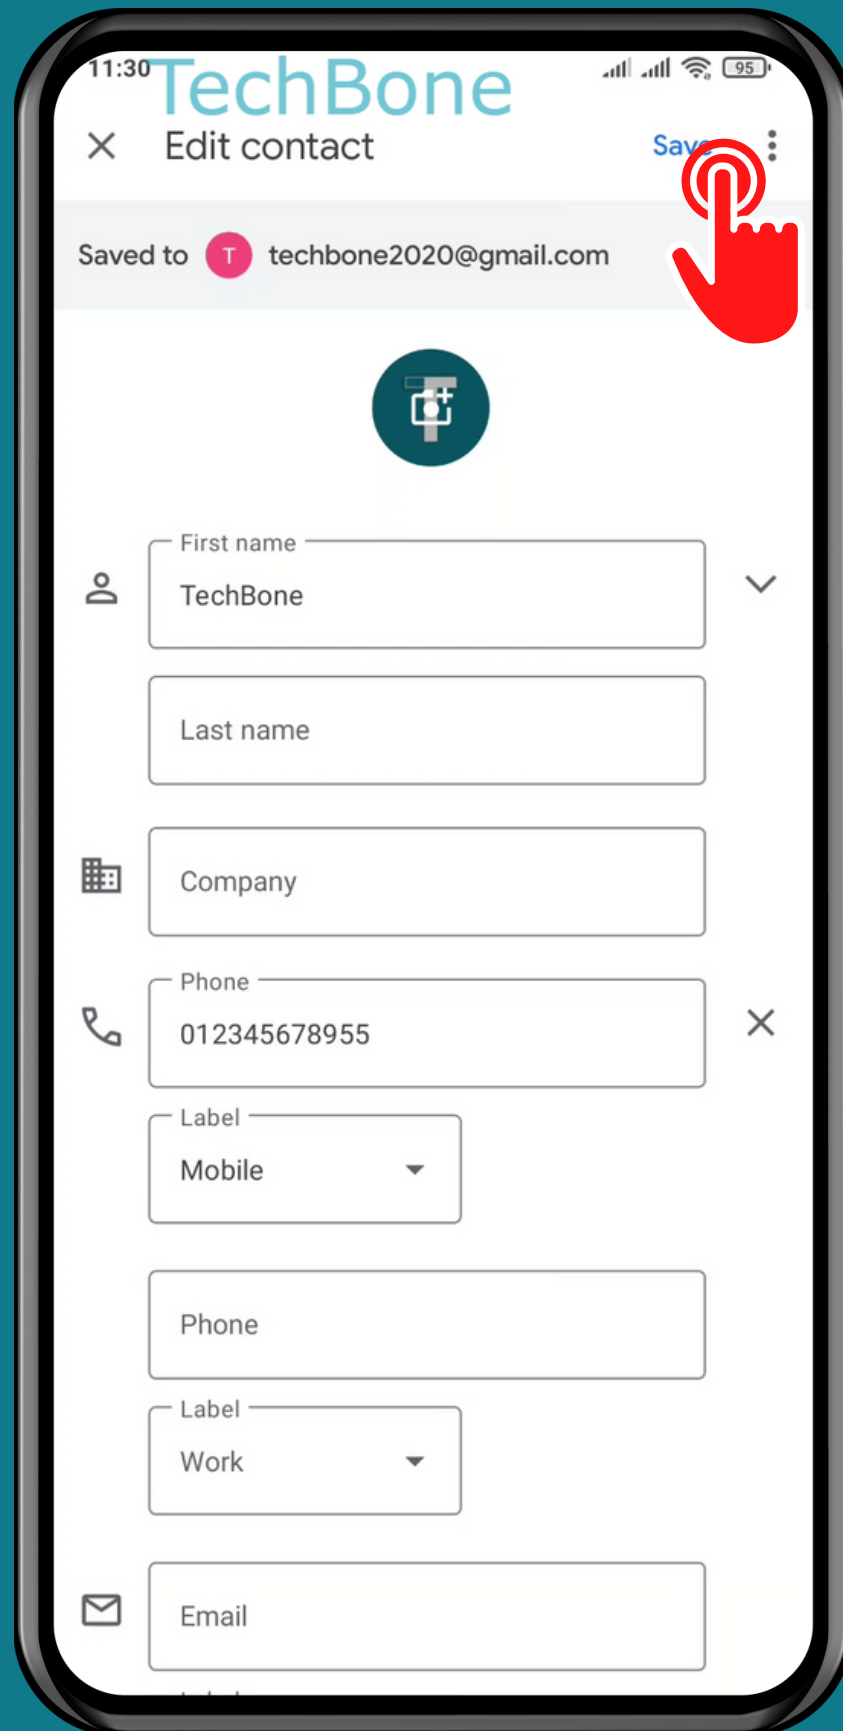 11:30
TechBone
95
Edit contact
Save
Saved to T techbone2020@gmail.com
First name
TechBone
Last name
Company
Phone
012345678955
Label
Mobile
Phone
Label
Work
Email